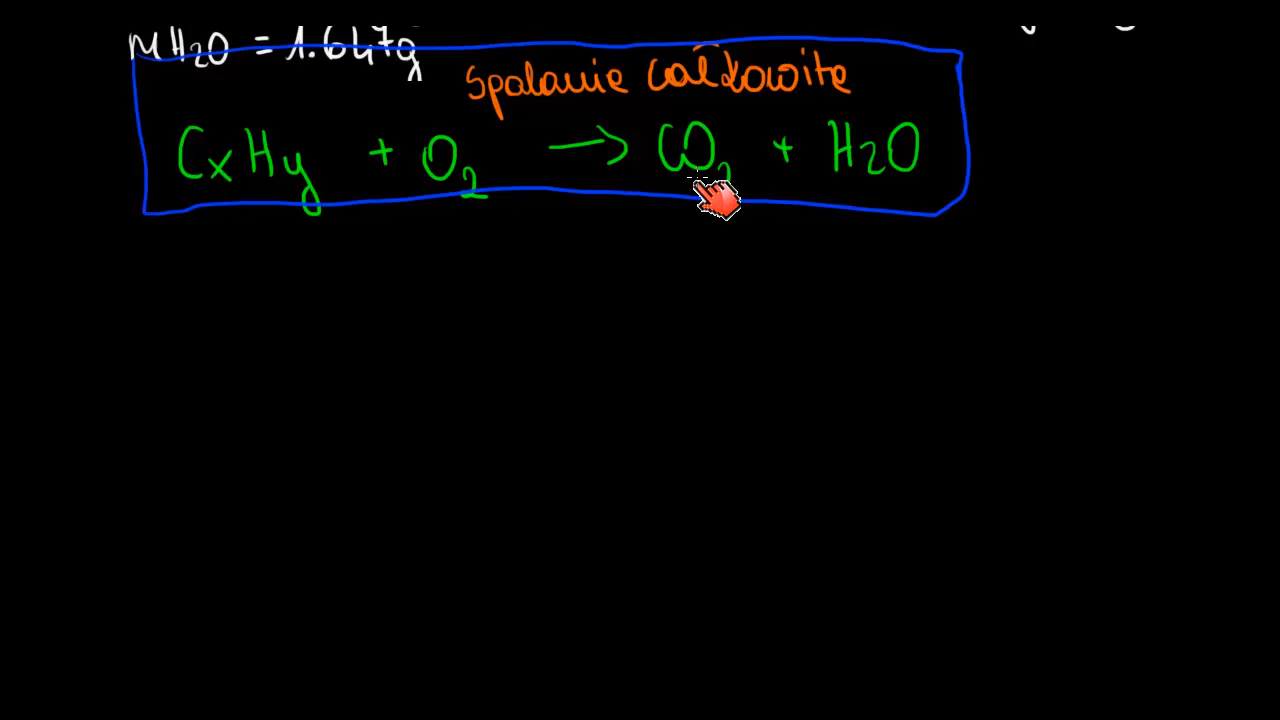 mH2O = 1.647g
Spalanie całkowite
CxHy + O2 → CO2 + H2O